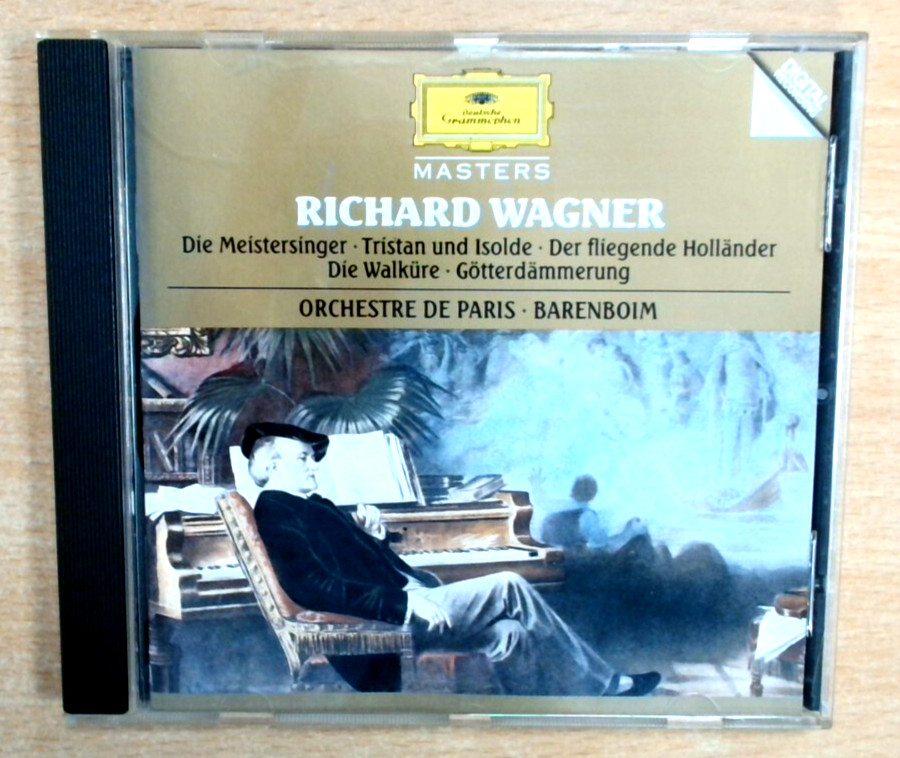 DIGITAL
Deutsche
Grammophon
MASTERS
RICHARD WAGNER
Die Meistersinger · Tristan und Isolde · Der fliegende Holländer
Die Walküre · Götterdämmerung
ORCHESTRE DE PARIS · BARENBOIM